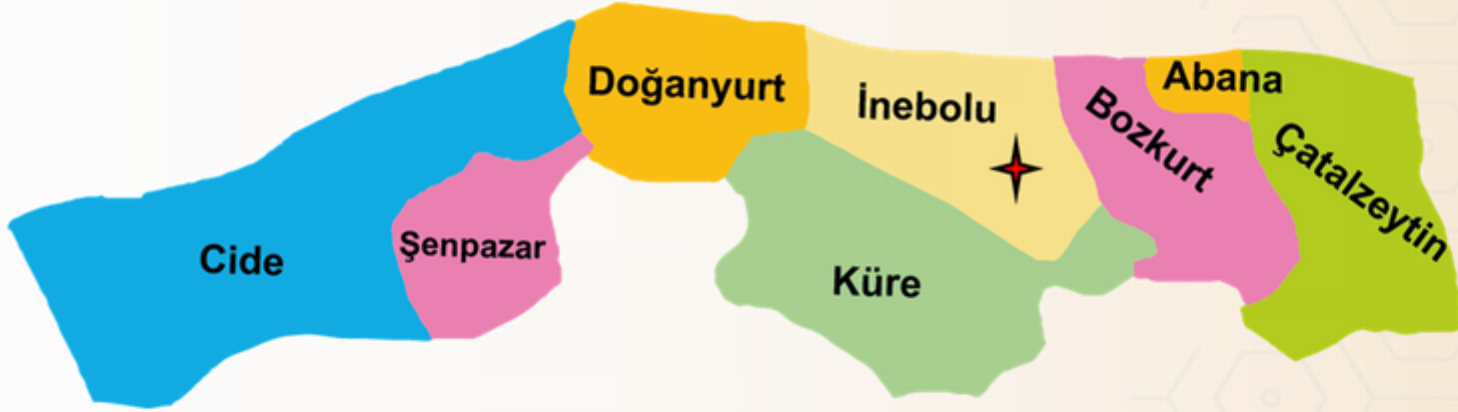 Cide
Şenpazar
Doğanyurt
İnebolu
Küre
Bozkurt
Abana
Çatalzeytin